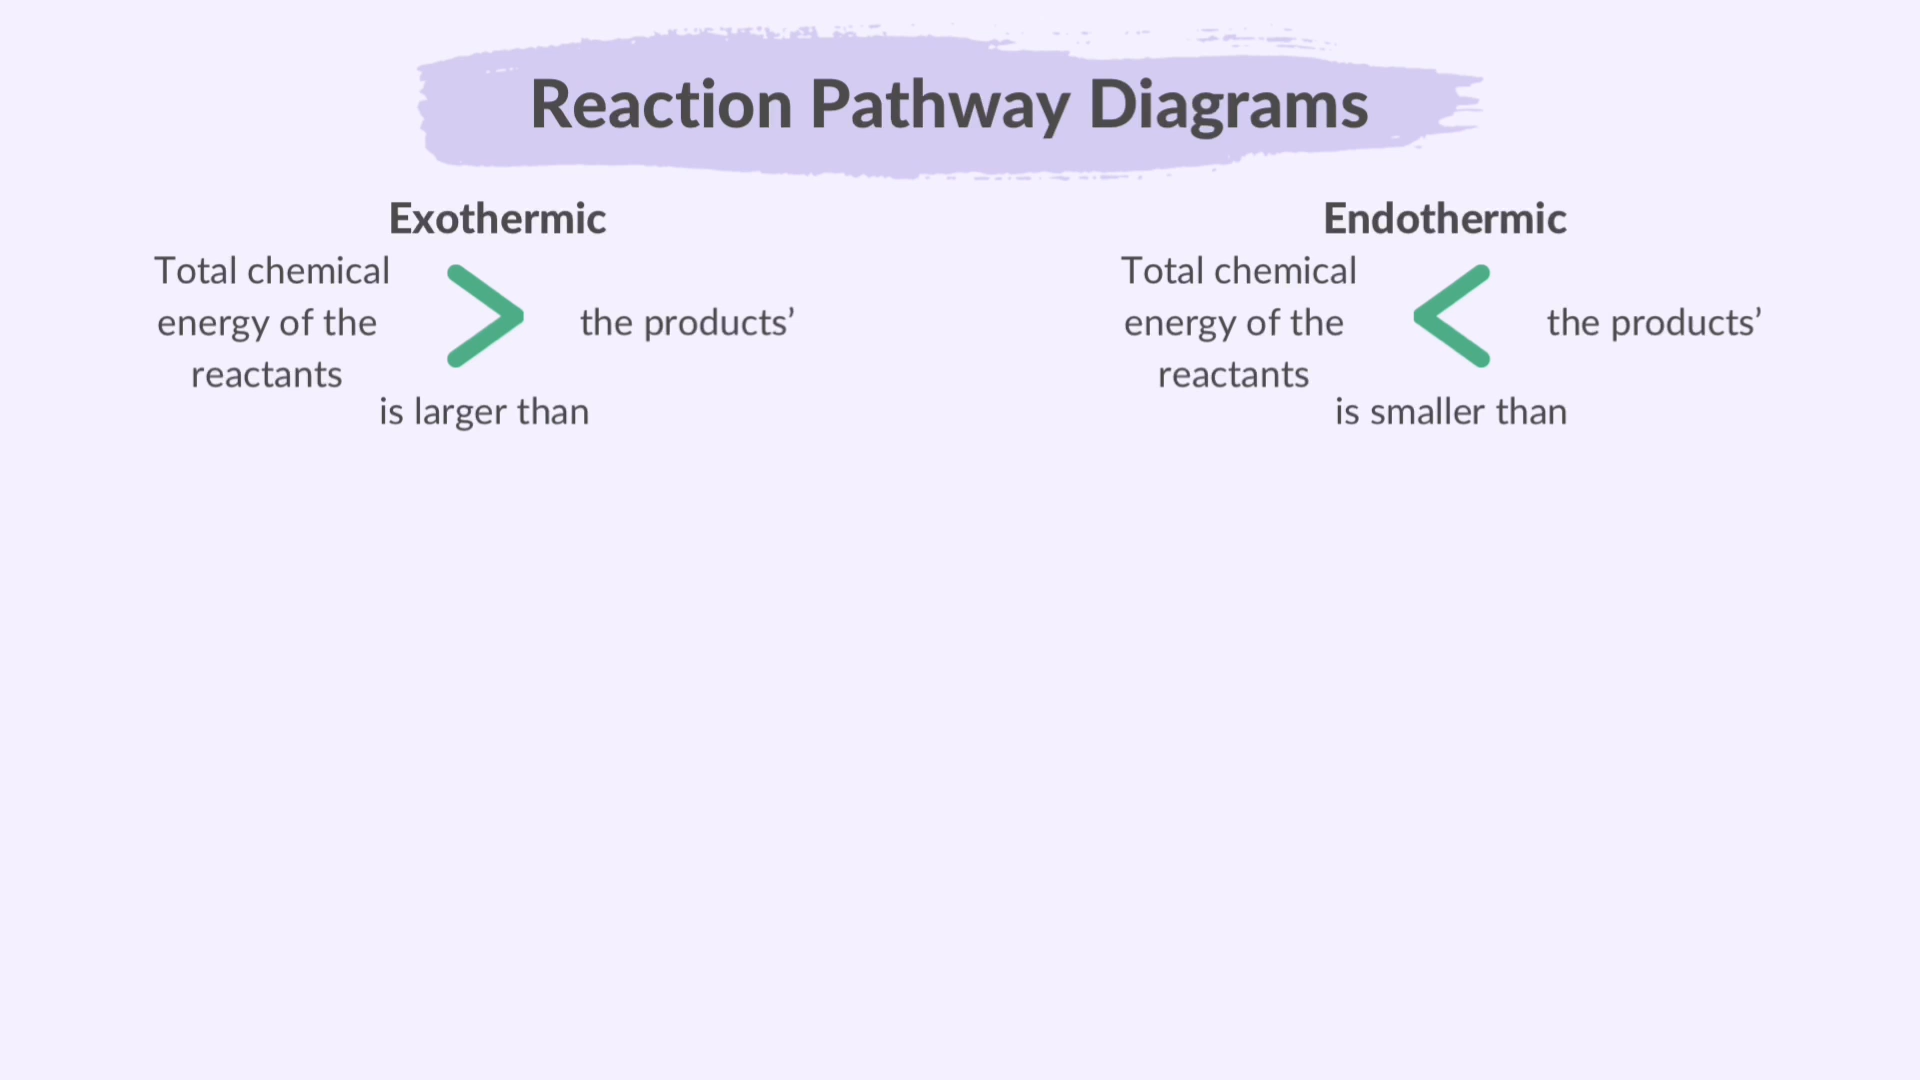 Reaction Pathway Diagrams
Exothermic
Total chemical
energy of the
reactants
>
the products’
is larger than
Endothermic
Total chemical
energy of the
reactants
<
the products’
is smaller than